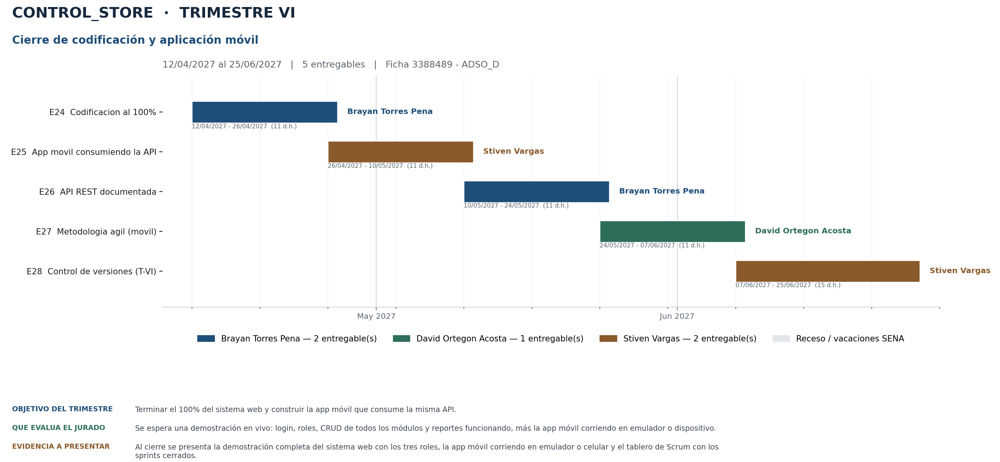 CONTROL_STORE · TRIMESTRE VI
Cierre de codificación y aplicación móvil
12/04/2027 al 25/06/2027 | 5 entregables | Ficha 3388489 - ADSO_D
E24 Codificacion al 100%
Brayan Torres Pena
12/04/2027 - 26/04/2027 (11 d.h.)
E25 App movil consumiendo la API
Stiven Vargas
26/04/2027 - 10/05/2027 (11 d.h.)
E26 API REST documentada
Brayan Torres Pena
10/05/2027 - 24/05/2027 (11 d.h.)
E27 Metodologia agil (movil)
David Ortegon Acosta
24/05/2027 - 07/06/2027 (11 d.h.)
E28 Control de versiones (T-VI)
Stiven Vargas
07/06/2027 - 25/06/2027 (15 d.h.)
May 2027 Jun 2027
Brayan Torres Pena — 2 entregable(s) David Ortegon Acosta — 1 entregable(s) Stiven Vargas — 2 entregable(s) Receso / vacaciones SENA
OBJETIVO DEL TRIMESTRE Terminar el 100% del sistema web y construir la app móvil que consume la misma API.
QUE EVALUA EL JURADO Se espera una demostración en vivo: login, roles, CRUD de todos los módulos y reportes funcionando, más la app móvil corriendo en emulador o dispositivo.
EVIDENCIA A PRESENTAR Al cierre se presenta la demostración completa del sistema web con los tres roles, la app móvil corriendo en emulador o celular y el tablero de Scrum con los
sprints cerrados.